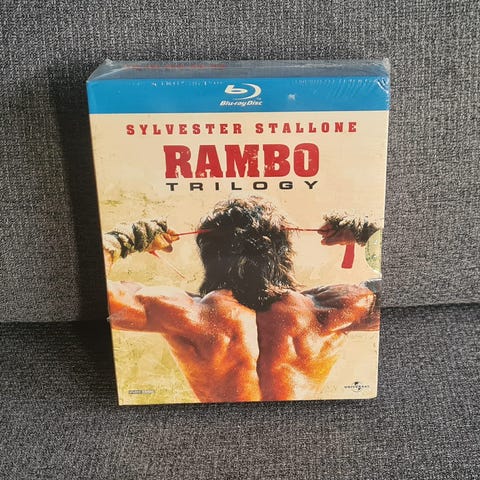 Blu-ray Disc
SYLVESTER STALLONE
RAMBO
TRILOGY
UNIVERSAL